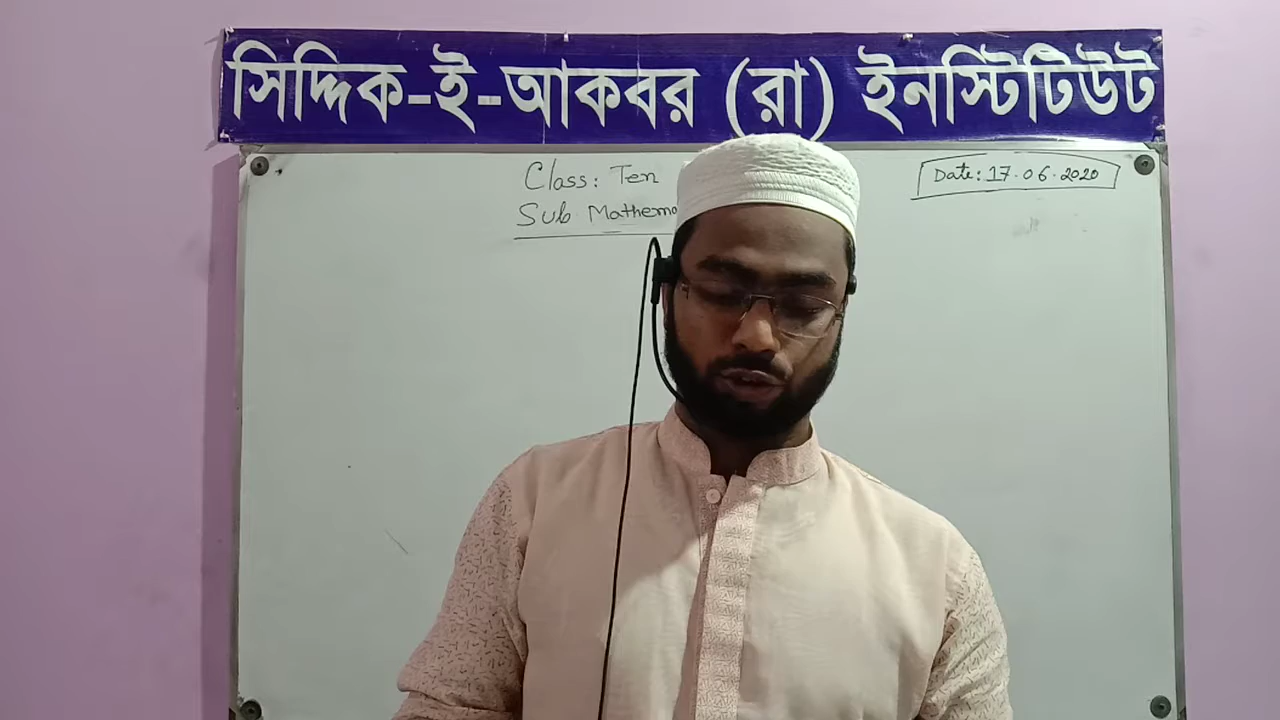 সিদ্দিক-ই-আকবর (রা) ইনস্টিটিউট
Class: Ten
Date: 17.06.2020
Sub Mathema